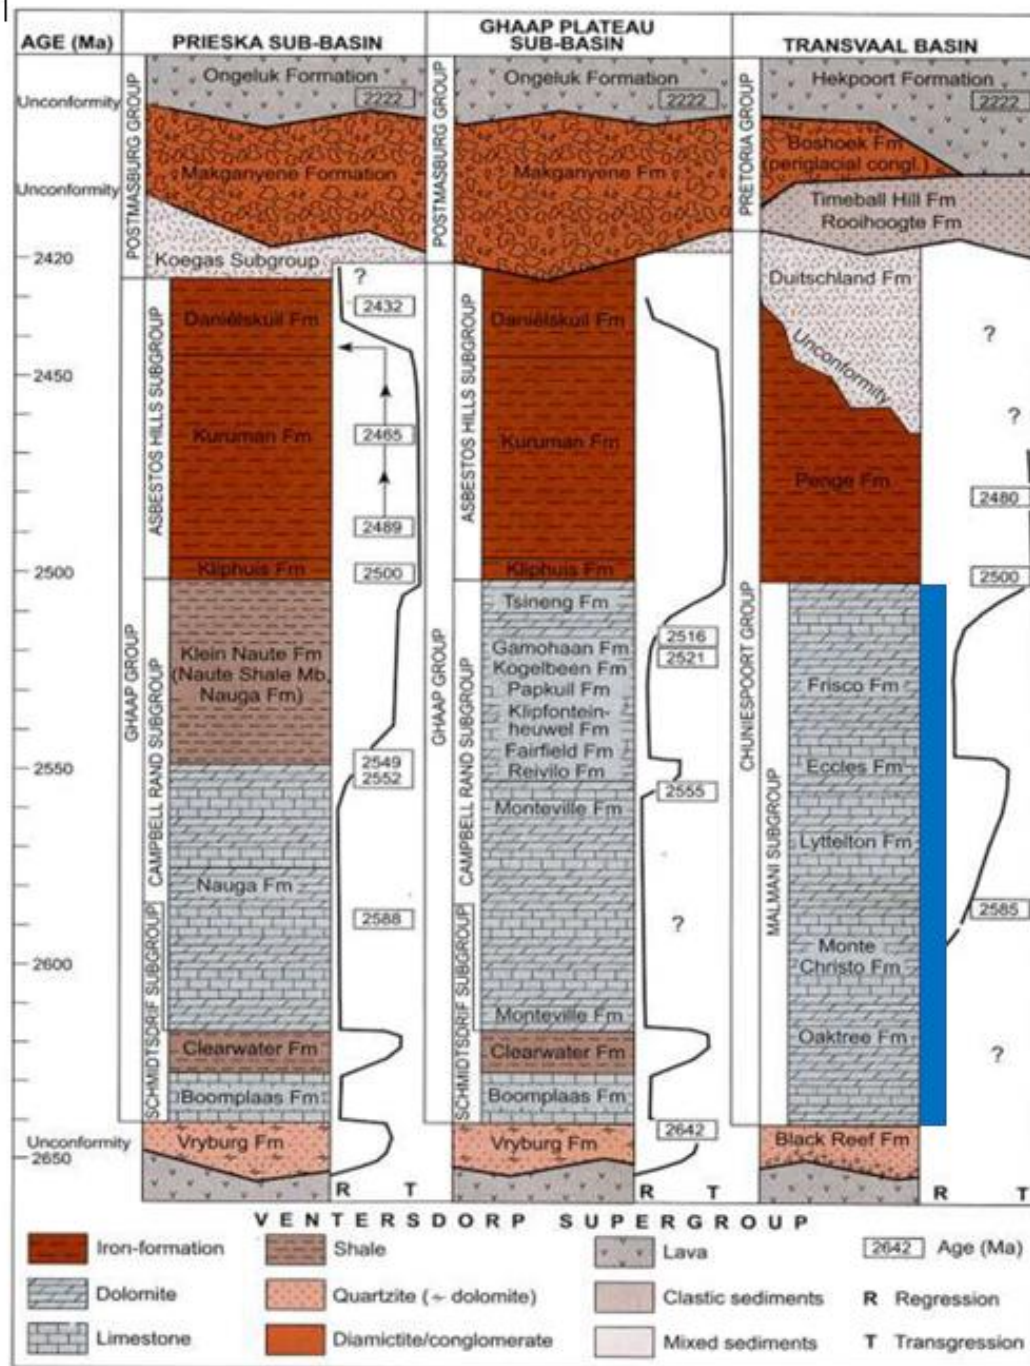 AGE (Ma)
PRIESKA SUB-BASIN
GHAAP PLATEAU
SUB-BASIN
TRANSVAAL BASIN
Unconformity
Unconformity
2420
2450
2500
2550
2600
Unconformity
2650
POSTMASBURG GROUP
GHAAP GROUP
ASBESTOS HILLS SUBGROUP
CAMPBELL RAND SUBGROUP
SCHMIDTSDRIF SUBGROUP
Ongeluk Formation
2222
Makganyene Formation
Koegas Subgroup
?
Daniëlskuil Fm
2432
Kuruman Fm
2465
2489
Kliphuis Fm
2500
Klein Naute Fm
(Naute Shale Mb,
Nauga Fm)
2549
2552
Nauga Fm
2588
Clearwater Fm
Boomplaas Fm
Vryburg Fm
R T
POSTMASBURG GROUP
GHAAP GROUP
ASBESTOS HILLS SUBGROUP
CAMPBELL RAND SUBGROUP
SCHMIDTSDRIF SUBGROUP
Ongeluk Formation
2222
Makganyene Fm
Daniëlskuil Fm
Kuruman Fm
Kliphuis Fm
Tsineng Fm
Gamohaan Fm
2516
Kogelbeen Fm
2521
Papkuil Fm
Klipfontein-
heuwel Fm
Fairfield Fm
Reivilo Fm
2555
Monteville Fm
?
Monteville Fm
Clearwater Fm
Boomplaas Fm
2642
Vryburg Fm
R T
PRETORIA GROUP
CHUNIESPOORT GROUP
MALMANI SUBGROUP
Hekpoort Formation
2222
Boshoek Fm
(periglacial congl.)
Timeball Hill Fm
Rooihoogte Fm
Duitschland Fm
?
Unconformity
?
Penge Fm
2480
2500
Frisco Fm
Eccles Fm
Lyttelton Fm
2585
Monte
Christo Fm
Oaktree Fm
?
Black Reef Fm
R T
VENTERSDORP SUPERGROUP
Iron-formation
Shale
Lava
2642 Age (Ma)
Dolomite
Quartzite (~ dolomite)
Clastic sediments
R Regression
Limestone
Diamictite/conglomerate
Mixed sediments
T Transgression